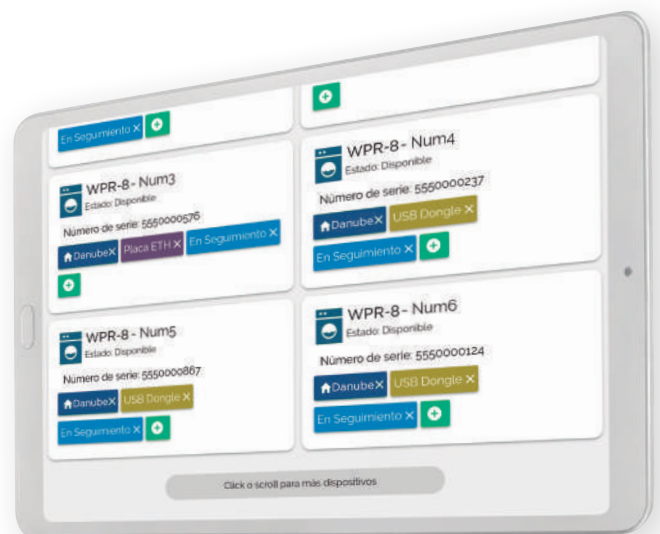 En Seguimiento X
WPR-8 - Num3
Estado: Disponible
Número de serie: 5550000576
Danube X Placa ETH X En Seguimiento X
WPR-8 - Num4
Estado: Disponible
Número de serie: 5550000237
Danube X USB Dongle X
En Seguimiento X
WPR-8 - Num5
Estado: Disponible
Número de serie: 5550000867
Danube X USB Dongle X
En Seguimiento X
WPR-8 - Num6
Estado: Disponible
Número de serie: 5550000124
Danube X USB Dongle X
En Seguimiento X
Click o scroll para más dispositivos